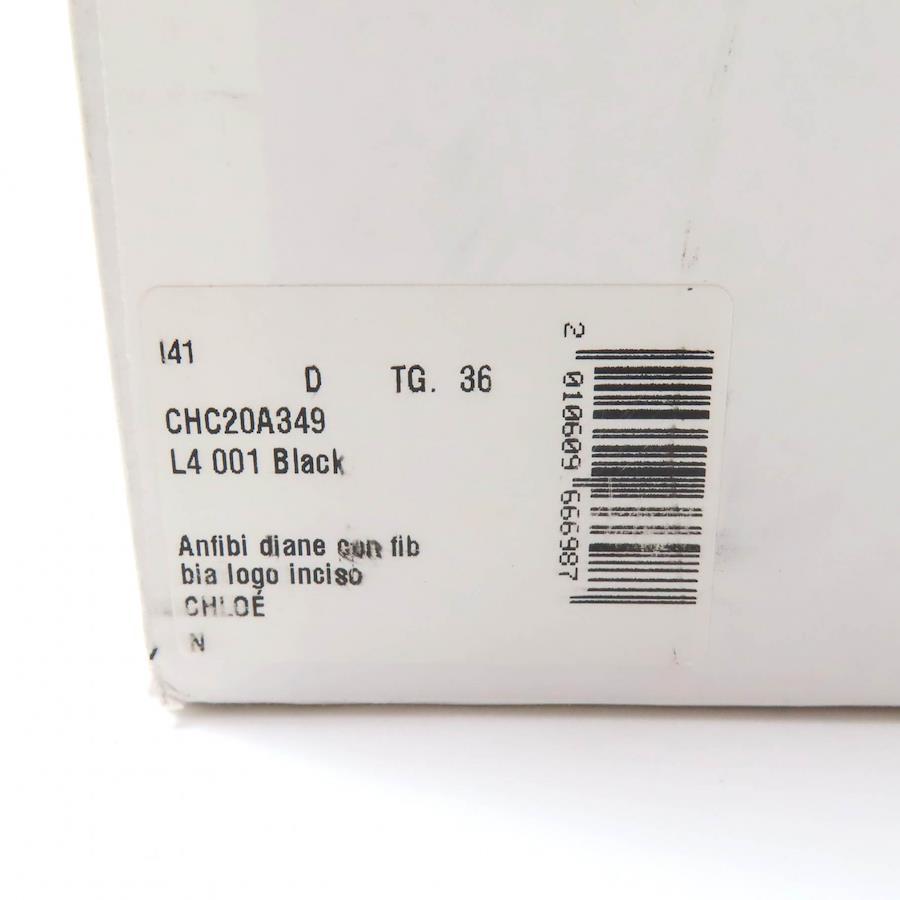 I41
D TG. 36
CHC20A349
L4 001 Black
Anfibi diane con fib
bia logo inciso
CHLOÉ
N
2 010609 666987